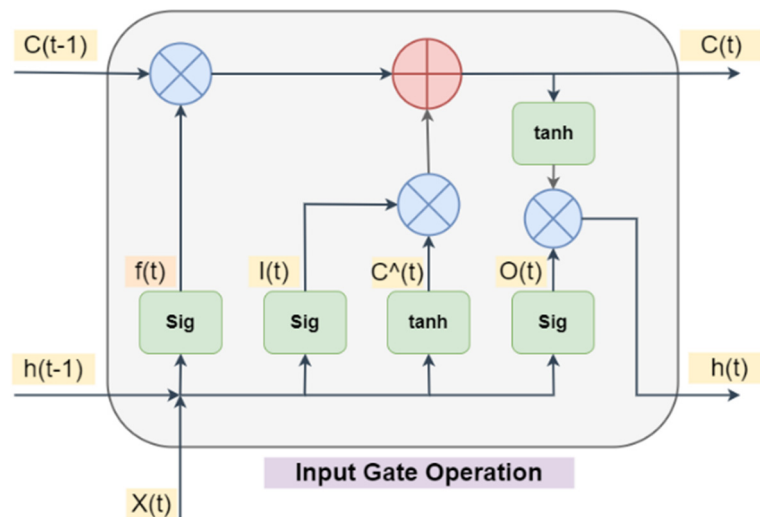 C(t-1)
C(t)
tanh
f(t)
I(t)
C^(t)
O(t)
Sig
Sig
tanh
Sig
h(t-1)
h(t)
Input Gate Operation
X(t)